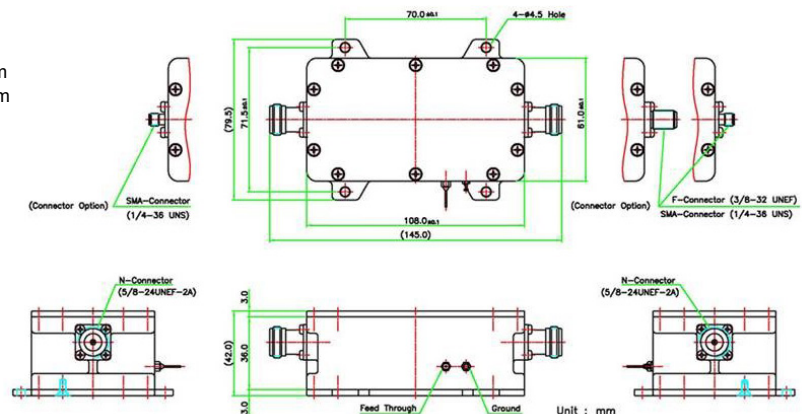 70.0±0.1
4-ø4.5 Hole
m
m
(79.5)
71.5±0.5
61.0±0.5
(Connector Option)
SMA-Connector
(1/4-36 UNS)
(Connector Option)
F-Connector (3/8-32 UNEF)
SMA-Connector (1/4-36 UNS)
108.0±0.1
(145.0)
N-Connector
(5/8-24UNEF-2A)
N-Connector
(5/8-24UNEF-2A)
3.0
(42.0)
36.0
3.0
Feed Through
Ground
Unit : mm